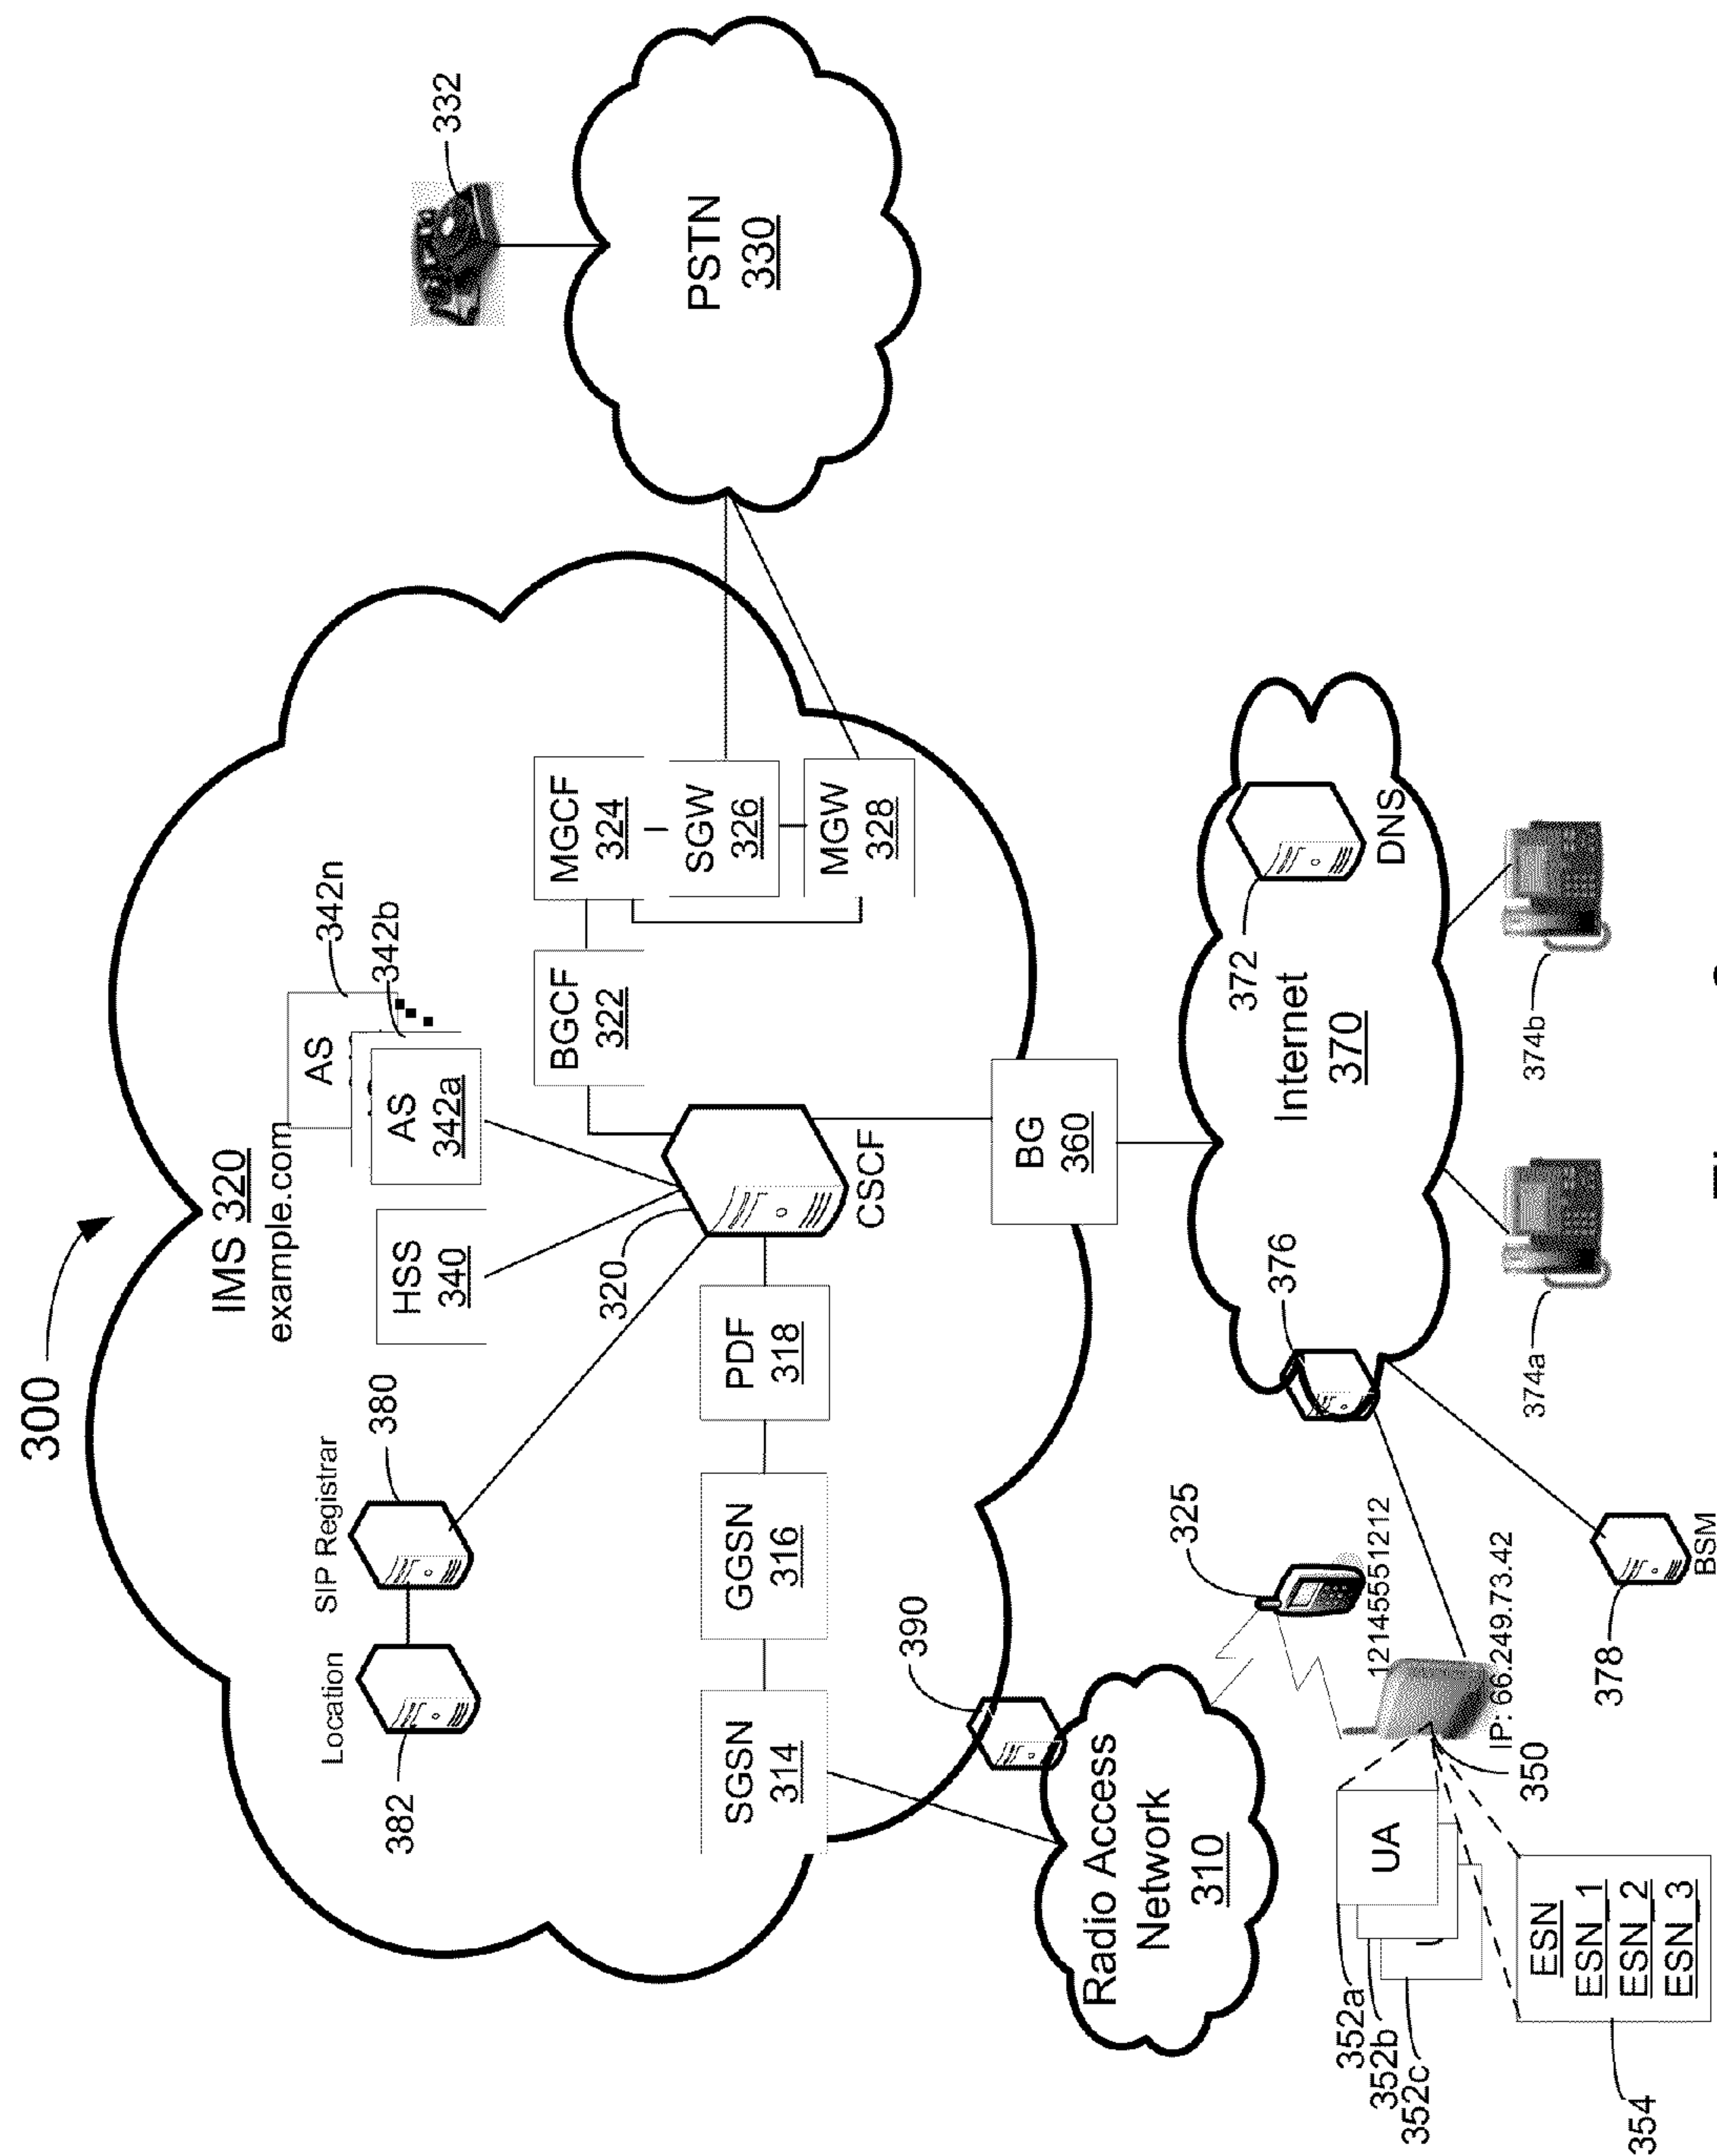 300
IMS 320
example.com
Location
SIP Registrar
382
380
HSS
340
AS
342n
342b
AS
342a
320
CSCF
SGSN
314
GGSN
316
PDF
318
BGCF
322
MGCF
324
SGW
326
MGW
328
332
PSTN
330
390
BG
360
Radio Access
Network
310
325
12145551212
IP: 66.249.73.42
350
352a
352b
352c
UA
ESN
ESN_1
ESN_2
ESN_3
354
376
Internet
370
372
DNS
374a
374b
378
BSM